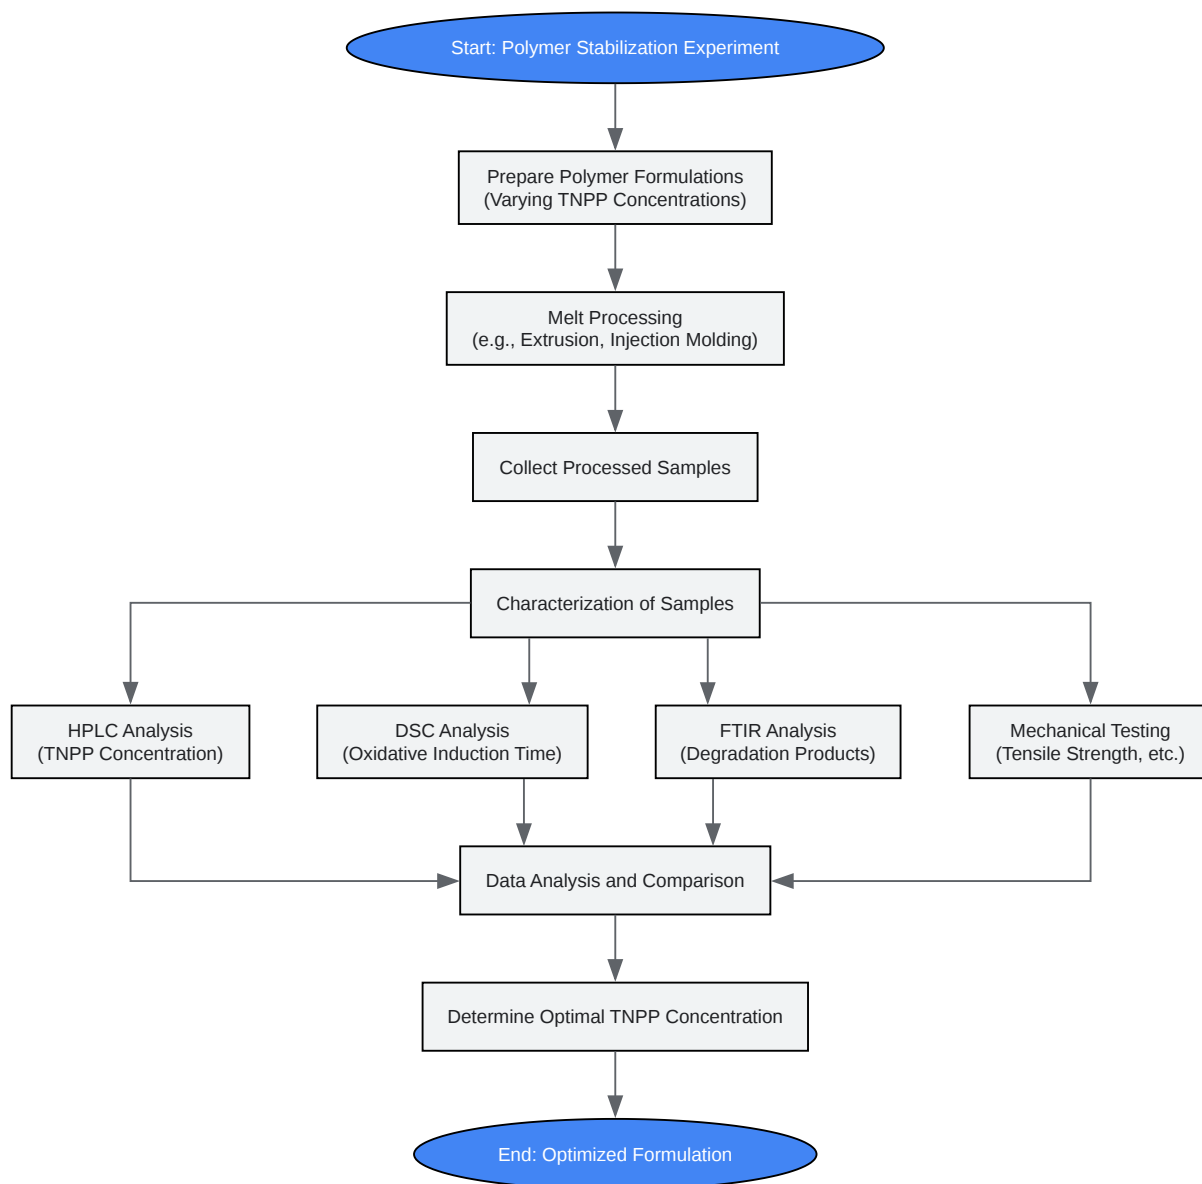 Start: Polymer Stabilization Experiment
Prepare Polymer Formulations
(Varying TNPP Concentrations)
Melt Processing
(e.g., Extrusion, Injection Molding)
Collect Processed Samples
Characterization of Samples
HPLC Analysis
(TNPP Concentration)
DSC Analysis
(Oxidative Induction Time)
FTIR Analysis
(Degradation Products)
Mechanical Testing
(Tensile Strength, etc.)
Data Analysis and Comparison
Determine Optimal TNPP Concentration
End: Optimized Formulation